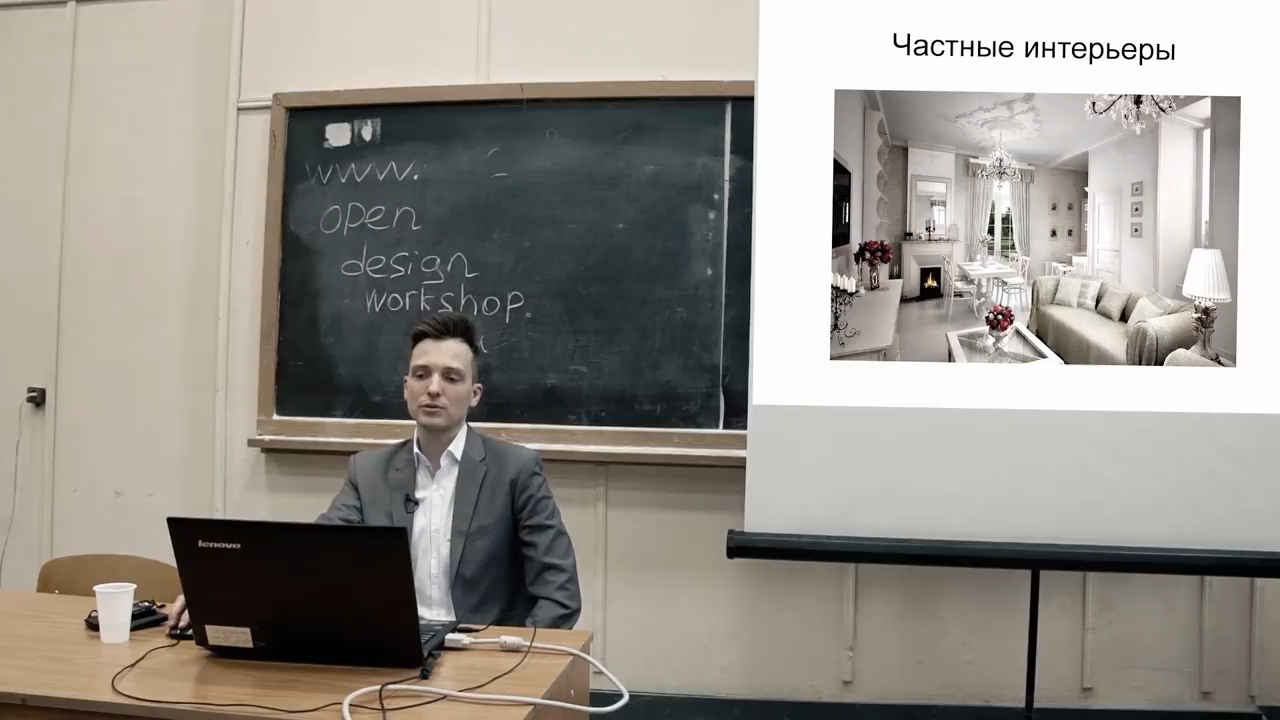 www.
open
design
workshop.
Частные интерьеры
lenovo